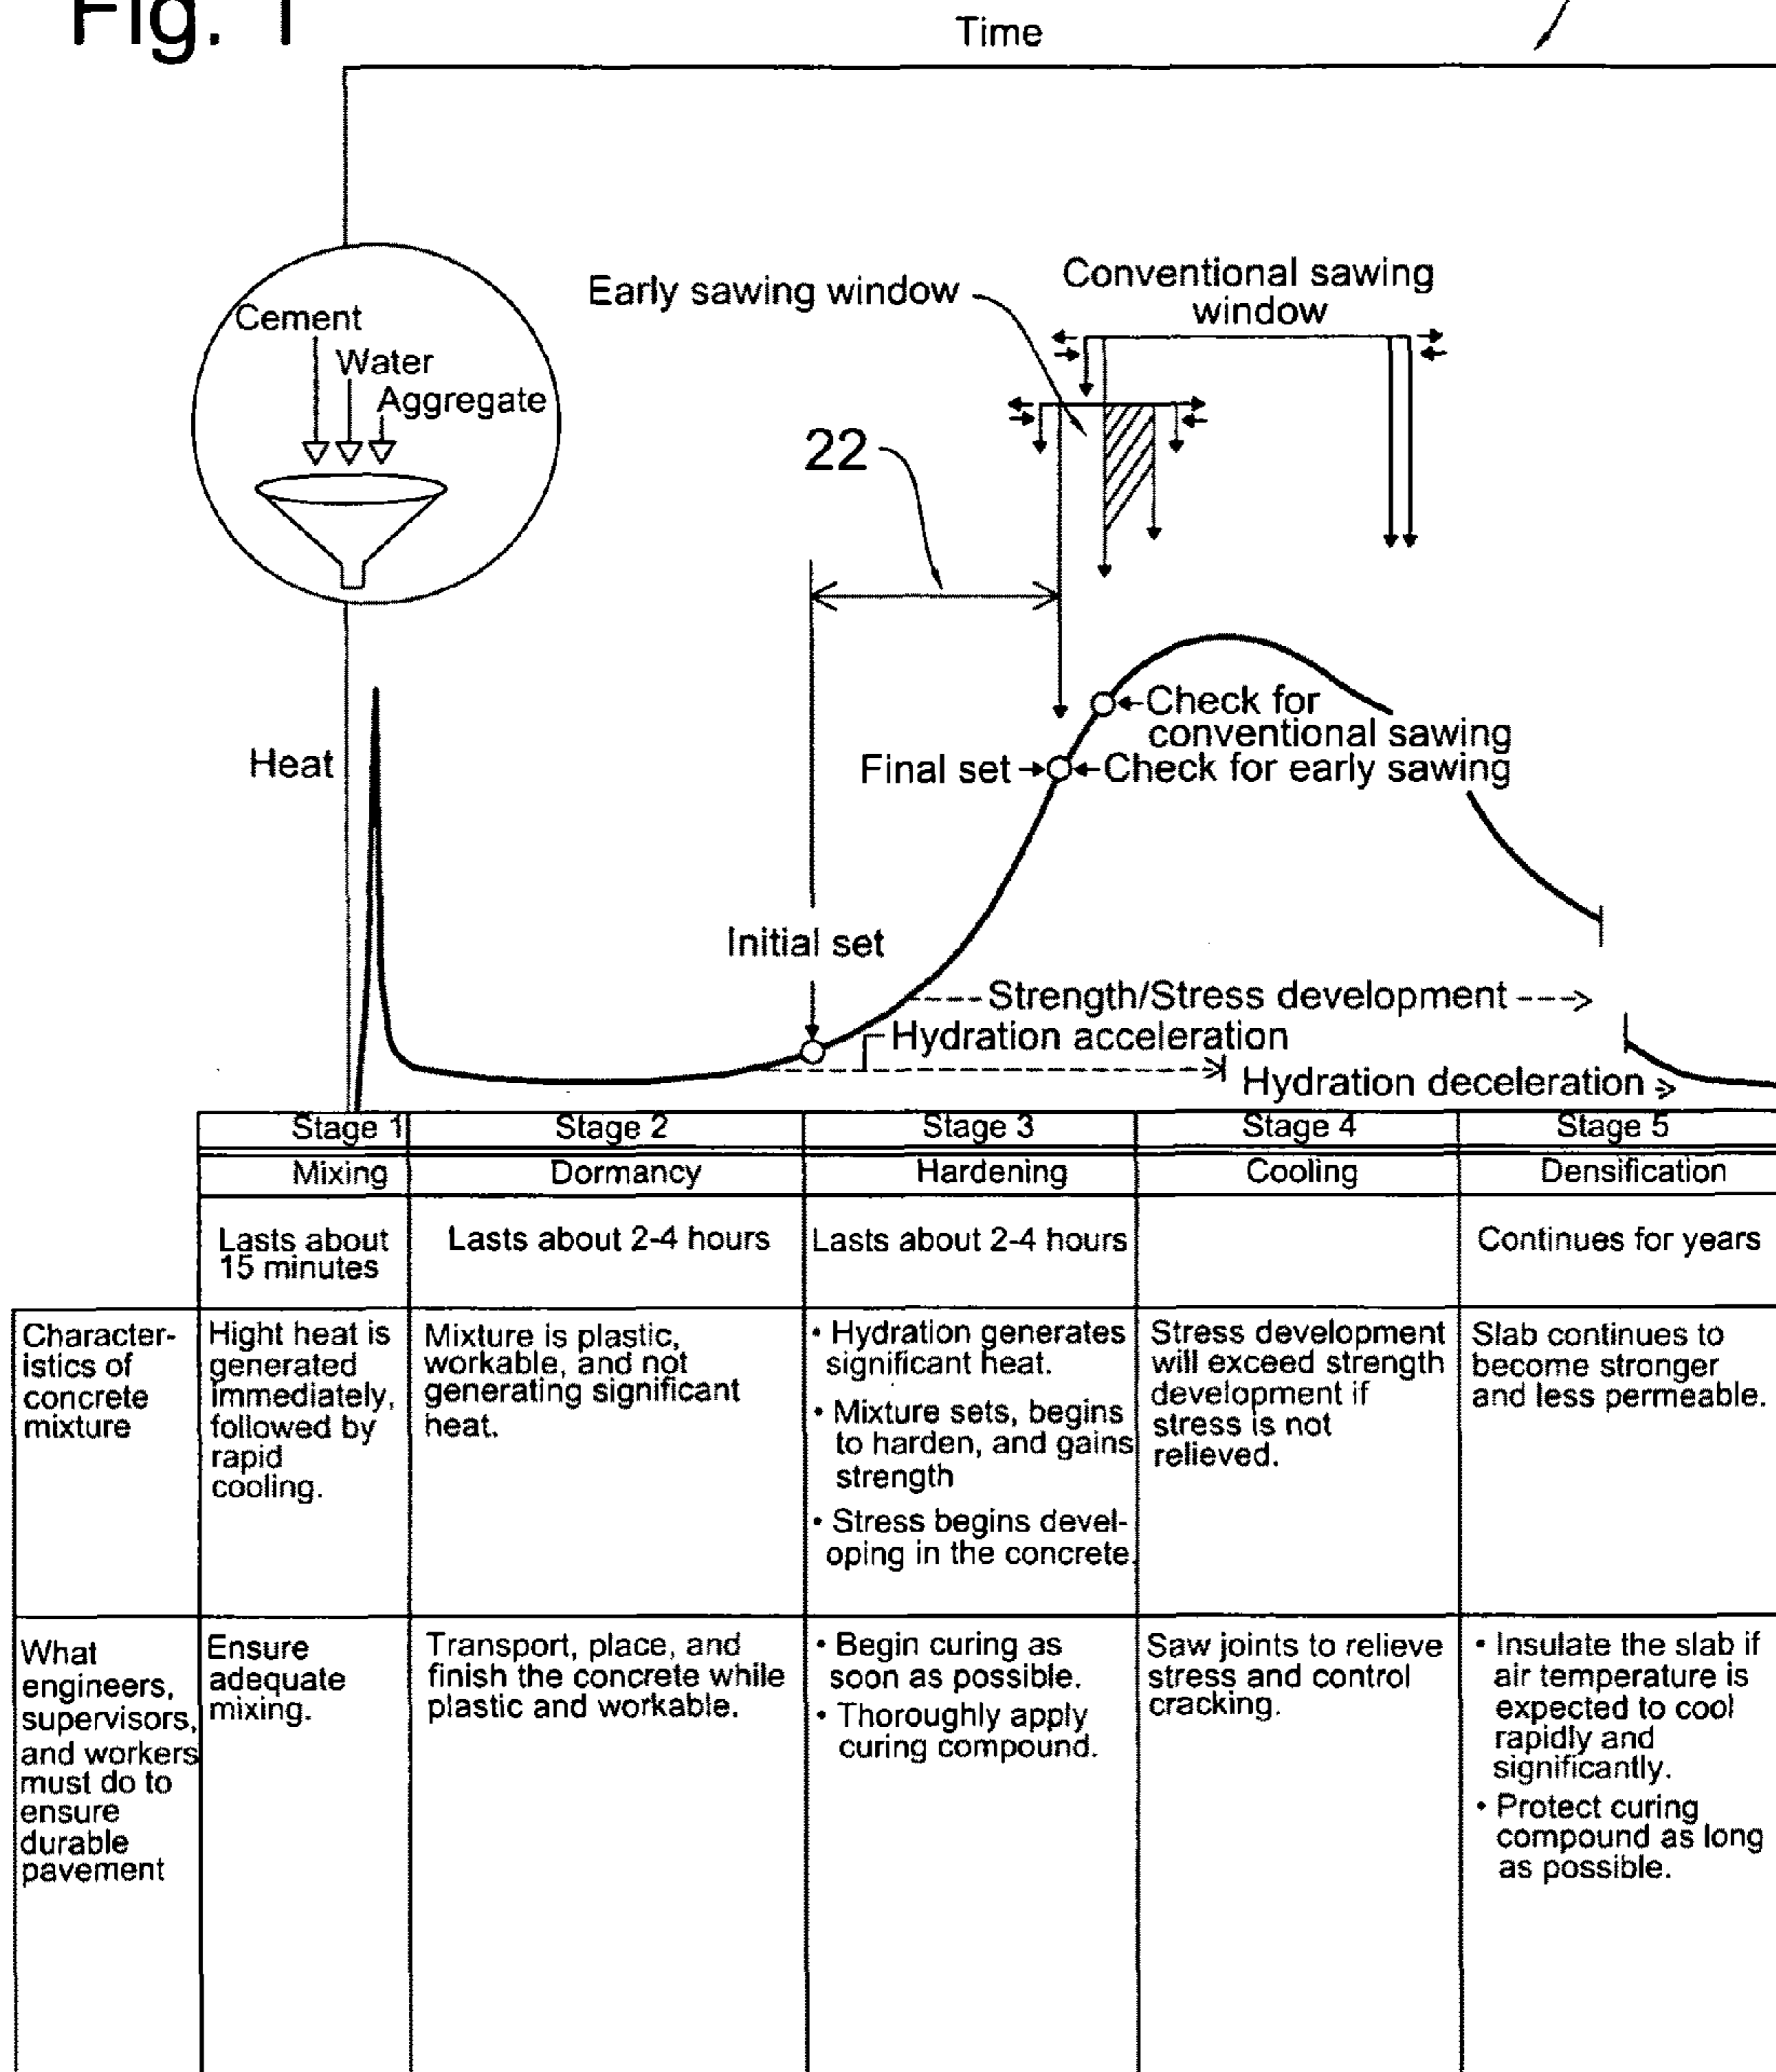 Fig. 1
Time
Cement
Water
Aggregate
Early sawing window
Conventional sawing
window
22
Heat
Check for
conventional sawing
Final set
Check for early sawing
Initial set
Strength/Stress development
Hydration acceleration
Hydration deceleration
Stage 1
Stage 2
Stage 3
Stage 4
Stage 5
Mixing
Dormancy
Hardening
Cooling
Densification
Lasts about
15 minutes
Lasts about 2-4 hours
Lasts about 2-4 hours
Continues for years
Character-
istics of
concrete
mixture
Hight heat is
generated
immediately,
followed by
rapid
cooling.
Mixture is plastic,
workable, and not
generating significant
heat.
• Hydration generates
significant heat.
• Mixture sets, begins
to harden, and gains
strength
• Stress begins devel-
oping in the concrete.
Stress development
will exceed strength
development if
stress is not
relieved.
Slab continues to
become stronger
and less permeable.
What
engineers,
supervisors,
and workers
must do to
ensure
durable
pavement
Ensure
adequate
mixing.
Transport, place, and
finish the concrete while
plastic and workable.
• Begin curing as
soon as possible.
• Thoroughly apply
curing compound.
Saw joints to relieve
stress and control
cracking.
• Insulate the slab if
air temperature is
expected to cool
rapidly and
significantly.
• Protect curing
compound as long
as possible.